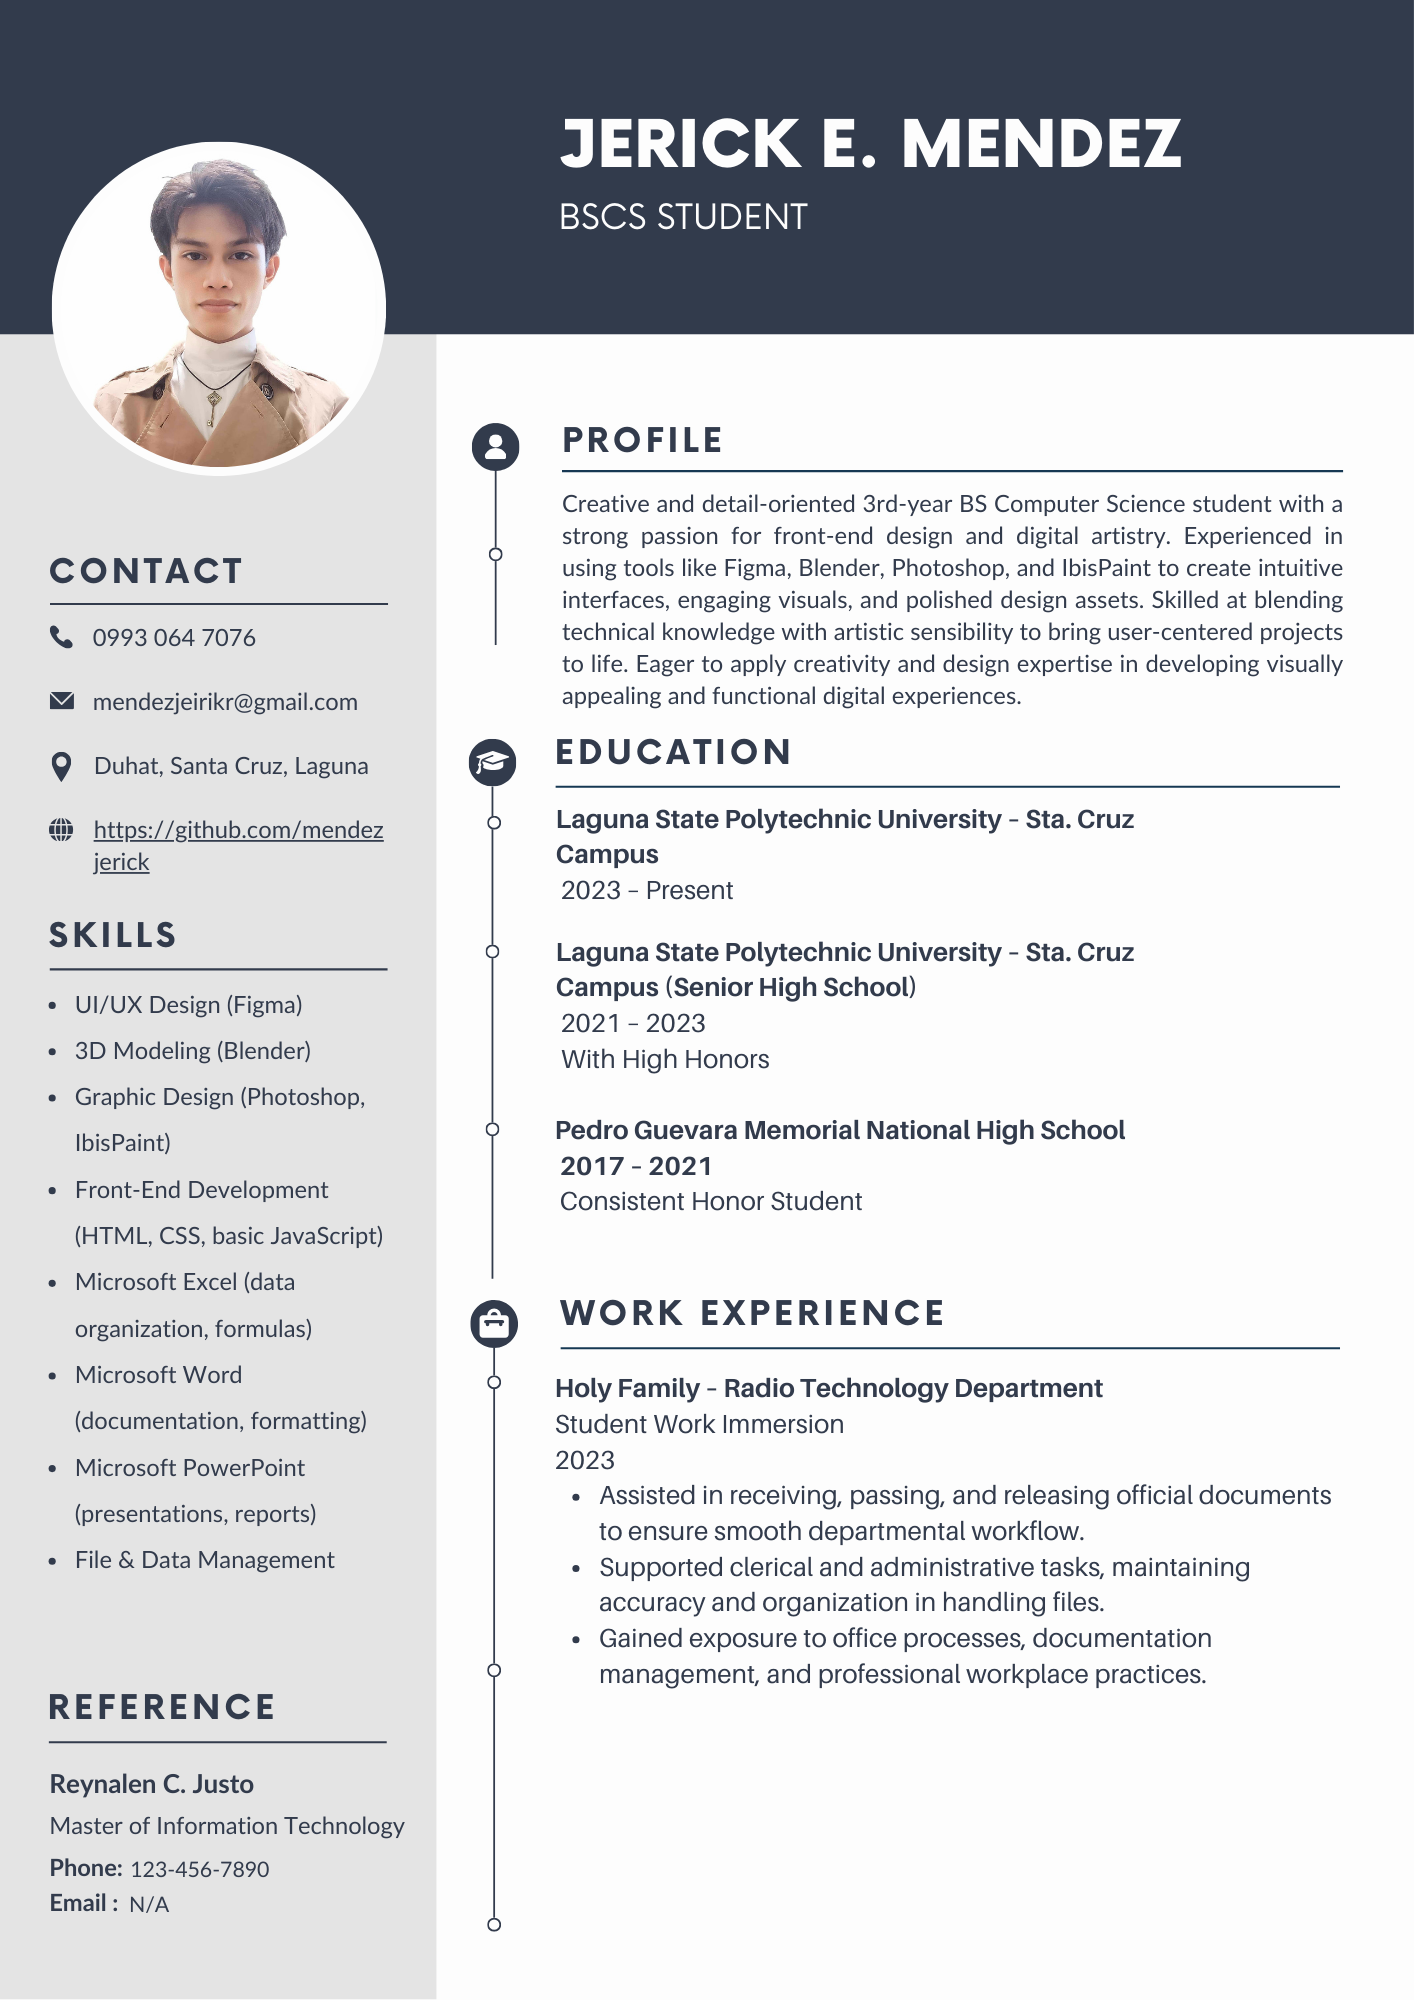 JERICK E. MENDEZ
BSCS STUDENT
CONTACT
0993 064 7076
mendezjeirikr@gmail.com
Duhat, Santa Cruz, Laguna
https://github.com/mendez
jerick
SKILLS
• UI/UX Design (Figma)
• 3D Modeling (Blender)
• Graphic Design (Photoshop,
IbisPaint)
• Front-End Development
(HTML, CSS, basic JavaScript)
• Microsoft Excel (data
organization, formulas)
• Microsoft Word
(documentation, formatting)
• Microsoft PowerPoint
(presentations, reports)
• File & Data Management
REFERENCE
Reynalen C. Justo
Master of Information Technology
Phone: 123-456-7890
Email : N/A
PROFILE
Creative and detail-oriented 3rd-year BS Computer Science student with a
strong passion for front-end design and digital artistry. Experienced in
using tools like Figma, Blender, Photoshop, and IbisPaint to create intuitive
interfaces, engaging visuals, and polished design assets. Skilled at blending
technical knowledge with artistic sensibility to bring user-centered projects
to life. Eager to apply creativity and design expertise in developing visually
appealing and functional digital experiences.
EDUCATION
Laguna State Polytechnic University – Sta. Cruz
Campus
2023 – Present
Laguna State Polytechnic University – Sta. Cruz
Campus (Senior High School)
2021 – 2023
With High Honors
Pedro Guevara Memorial National High School
2017 – 2021
Consistent Honor Student
WORK EXPERIENCE
Holy Family – Radio Technology Department
Student Work Immersion
2023
• Assisted in receiving, passing, and releasing official documents
to ensure smooth departmental workflow.
• Supported clerical and administrative tasks, maintaining
accuracy and organization in handling files.
• Gained exposure to office processes, documentation
management, and professional workplace practices.